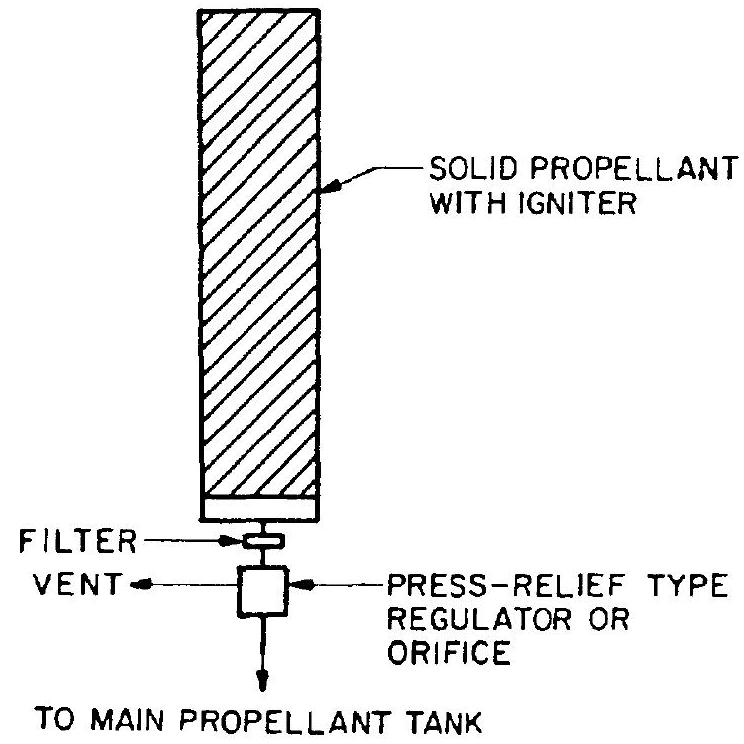 SOLID PROPELLANT
WITH IGNITER
FILTER
VENT
PRESS-RELIEF TYPE
REGULATOR OR
ORIFICE
TO MAIN PROPELLANT TANK